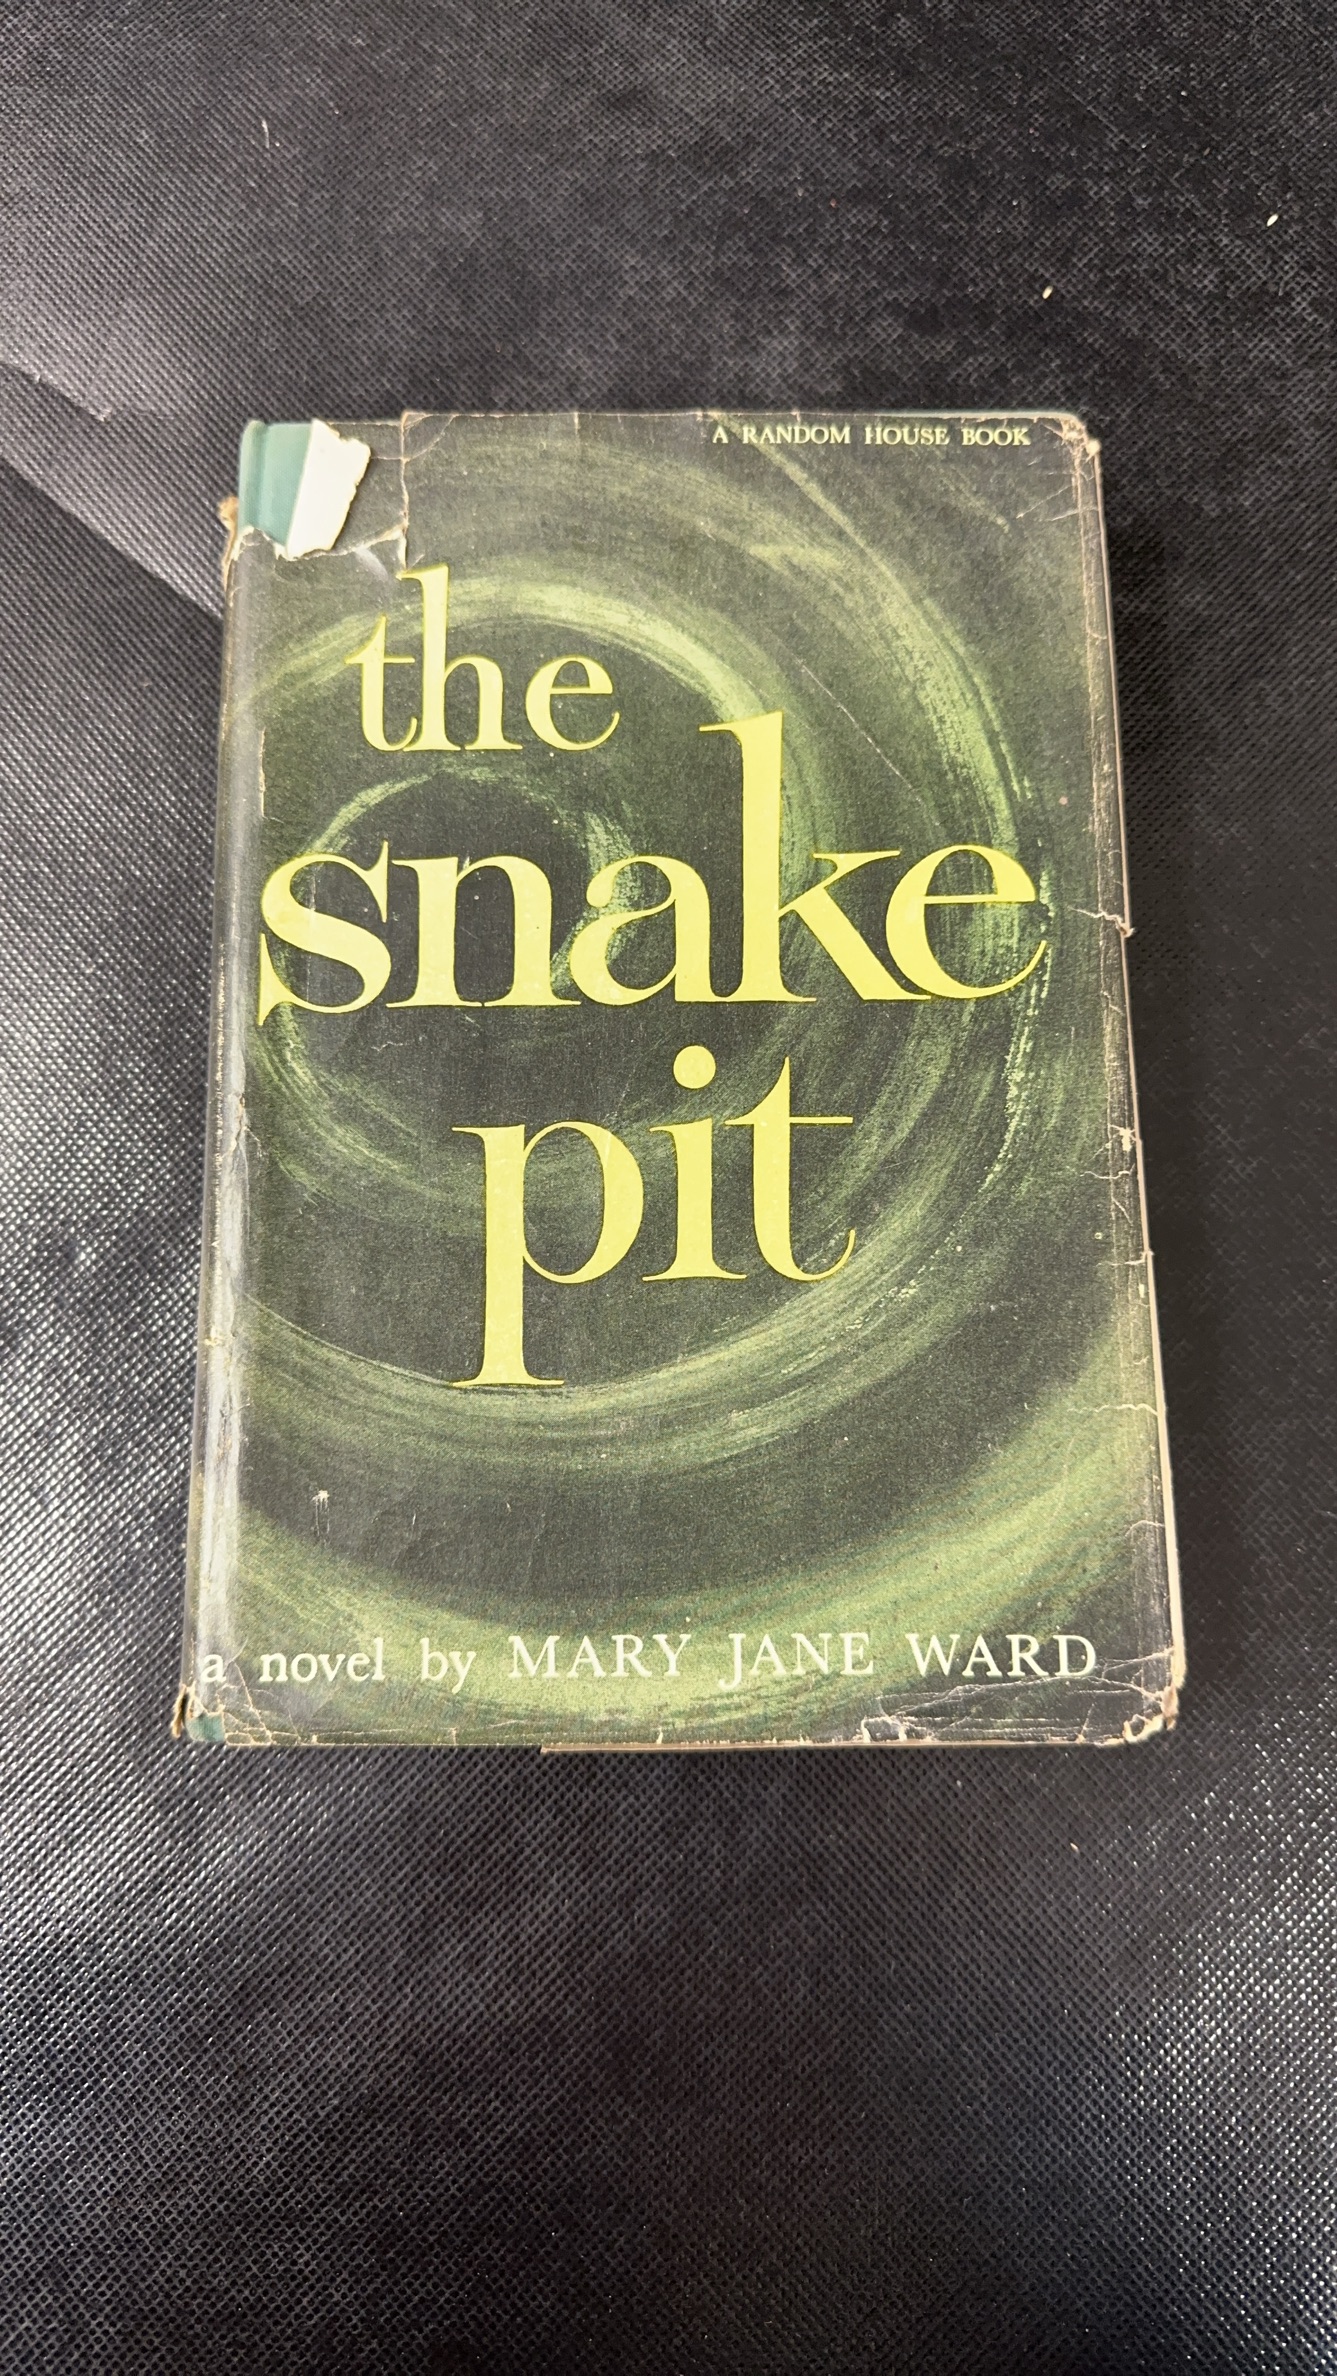 A RANDOM HOUSE BOOK
the
snake
pit
a novel by MARY JANE WARD